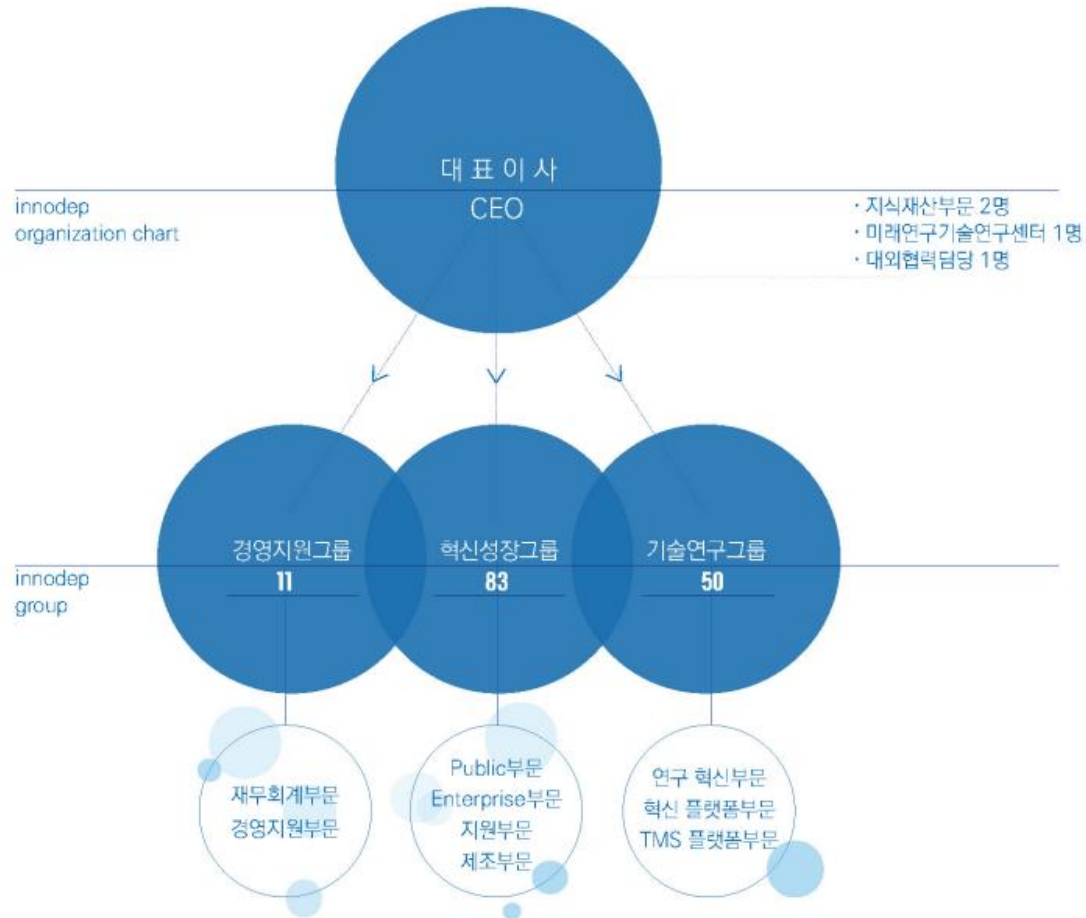 대표이사
CEO
innodep
organization chart
· 지식재산부문 2명
· 미래연구기술연구센터 1명
· 대외협력담당 1명
경영지원그룹
11
혁신성장그룹
83
기술연구그룹
50
innodep
group
재무회계부문
경영지원부문
Public부문
Enterprise부문
지원부문
제조부문
연구 혁신부문
혁신 플랫폼부문
TMS 플랫폼부문